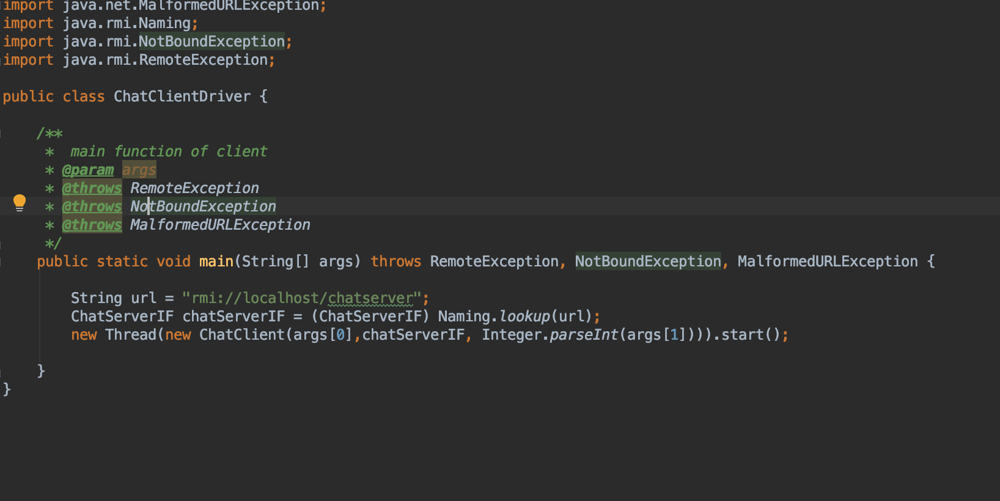 import java.net.MalformedURLException;
import java.rmi.Naming;
import java.rmi.NotBoundException;
import java.rmi.RemoteException;
public class ChatClientDriver {
/**
*  main function of client
* @param args
* @throws RemoteException
* @throws NotBoundException
* @throws MalformedURLException
*/
public static void main(String[] args) throws RemoteException, NotBoundException, MalformedURLException {
String url = "rmi://localhost/chatserver";
ChatServerIF chatServerIF = (ChatServerIF) Naming.lookup(url);
new Thread(new ChatClient(args[0],chatServerIF, Integer.parseInt(args[1]))).start();
}
}